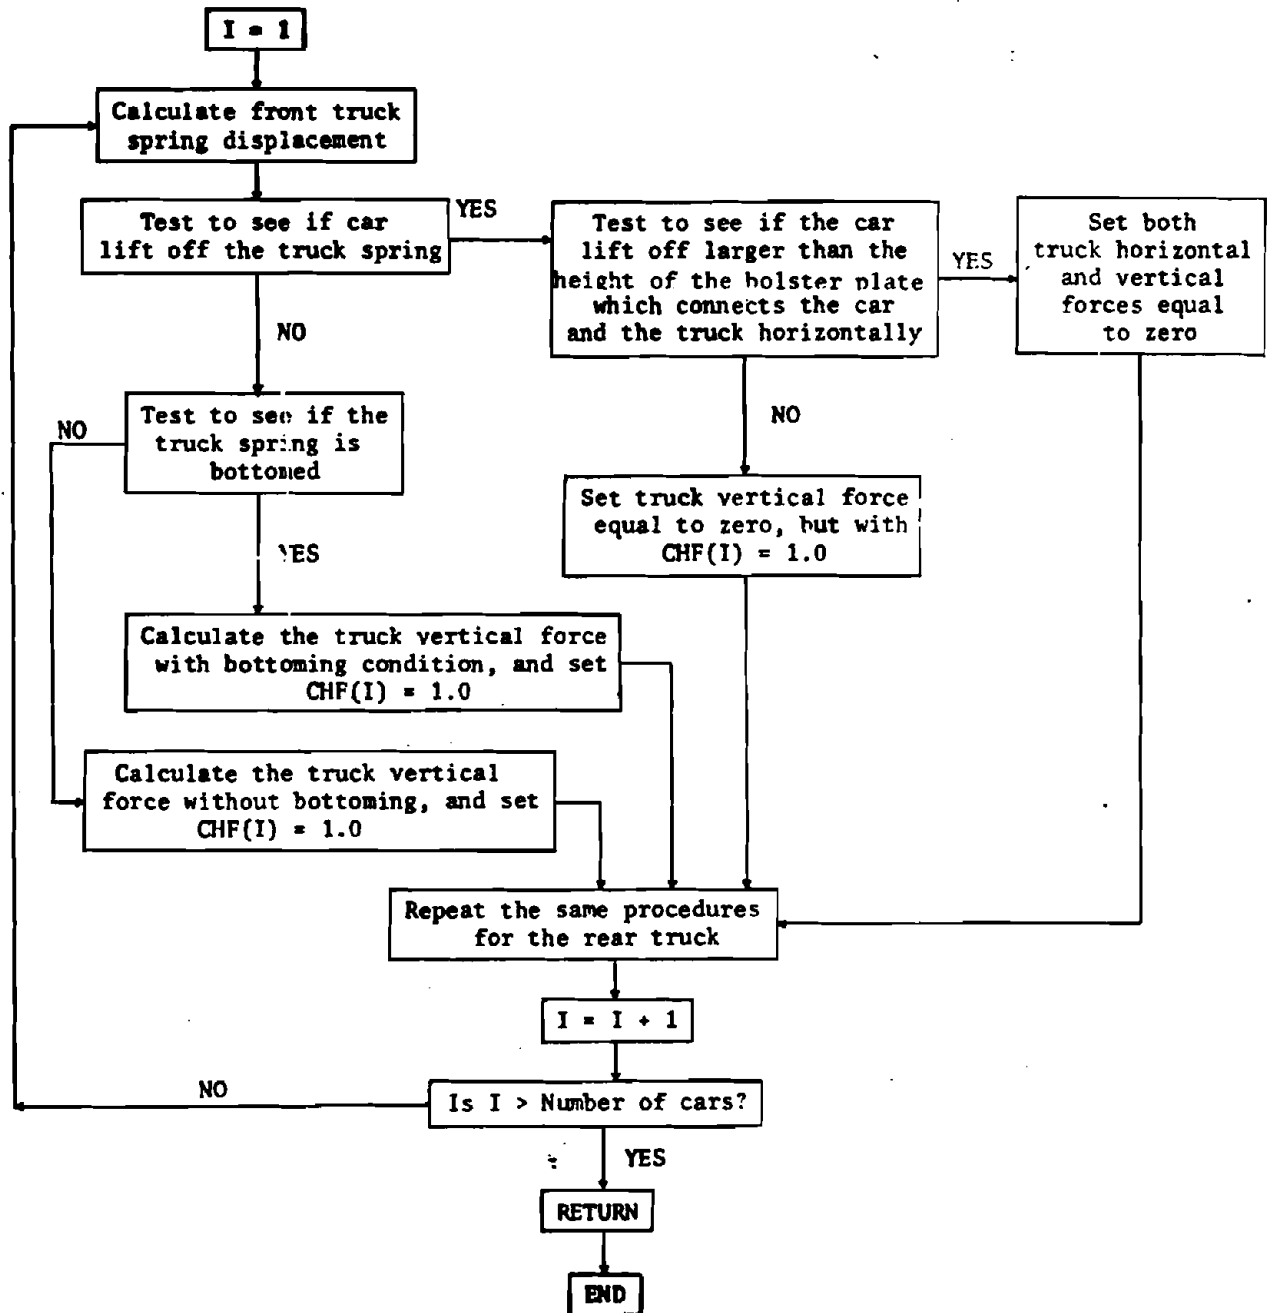 I = 1
Calculate front truck
spring displacement
Test to see if car
lift off the truck spring
YES
Test to see if the car
lift off larger than the
height of the bolster plate
which connects the car
and the truck horizontally
YES
Set both
truck horizontal
and vertical
forces equal
to zero
NO
NO
Test to see if the
truck spring is
bottomed
NO
Set truck vertical force
equal to zero, but with
CHF(I) = 1.0
YES
Calculate the truck vertical force
with bottoming condition, and set
CHF(I) = 1.0
Calculate the truck vertical
force without bottoming, and set
CHF(I) = 1.0
Repeat the same procedures
for the rear truck
I = I + 1
NO
Is I > Number of cars?
YES
RETURN
END